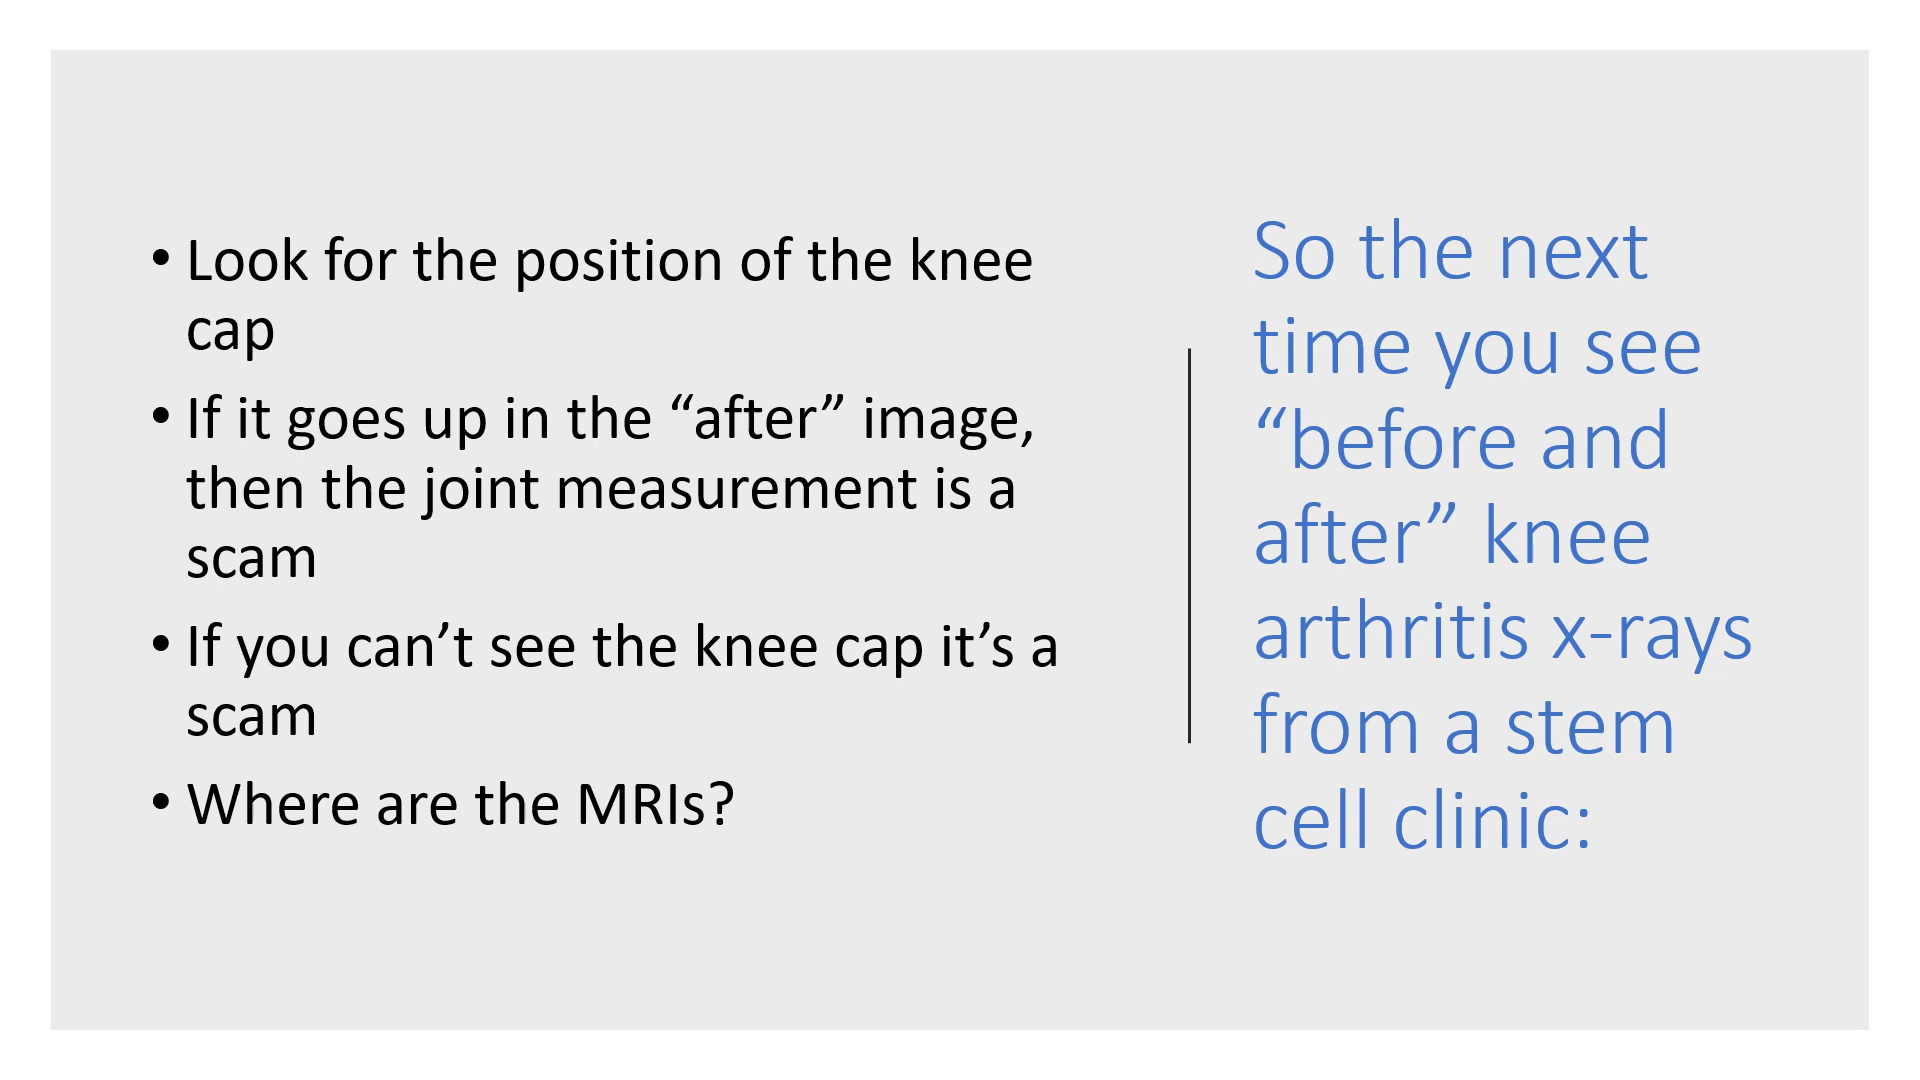 • Look for the position of the knee
cap
• If it goes up in the “after” image,
then the joint measurement is a
scam
• If you can’t see the knee cap it’s a
scam
• Where are the MRIs?
So the next
time you see
“before and
after” knee
arthritis x-rays
from a stem
cell clinic: